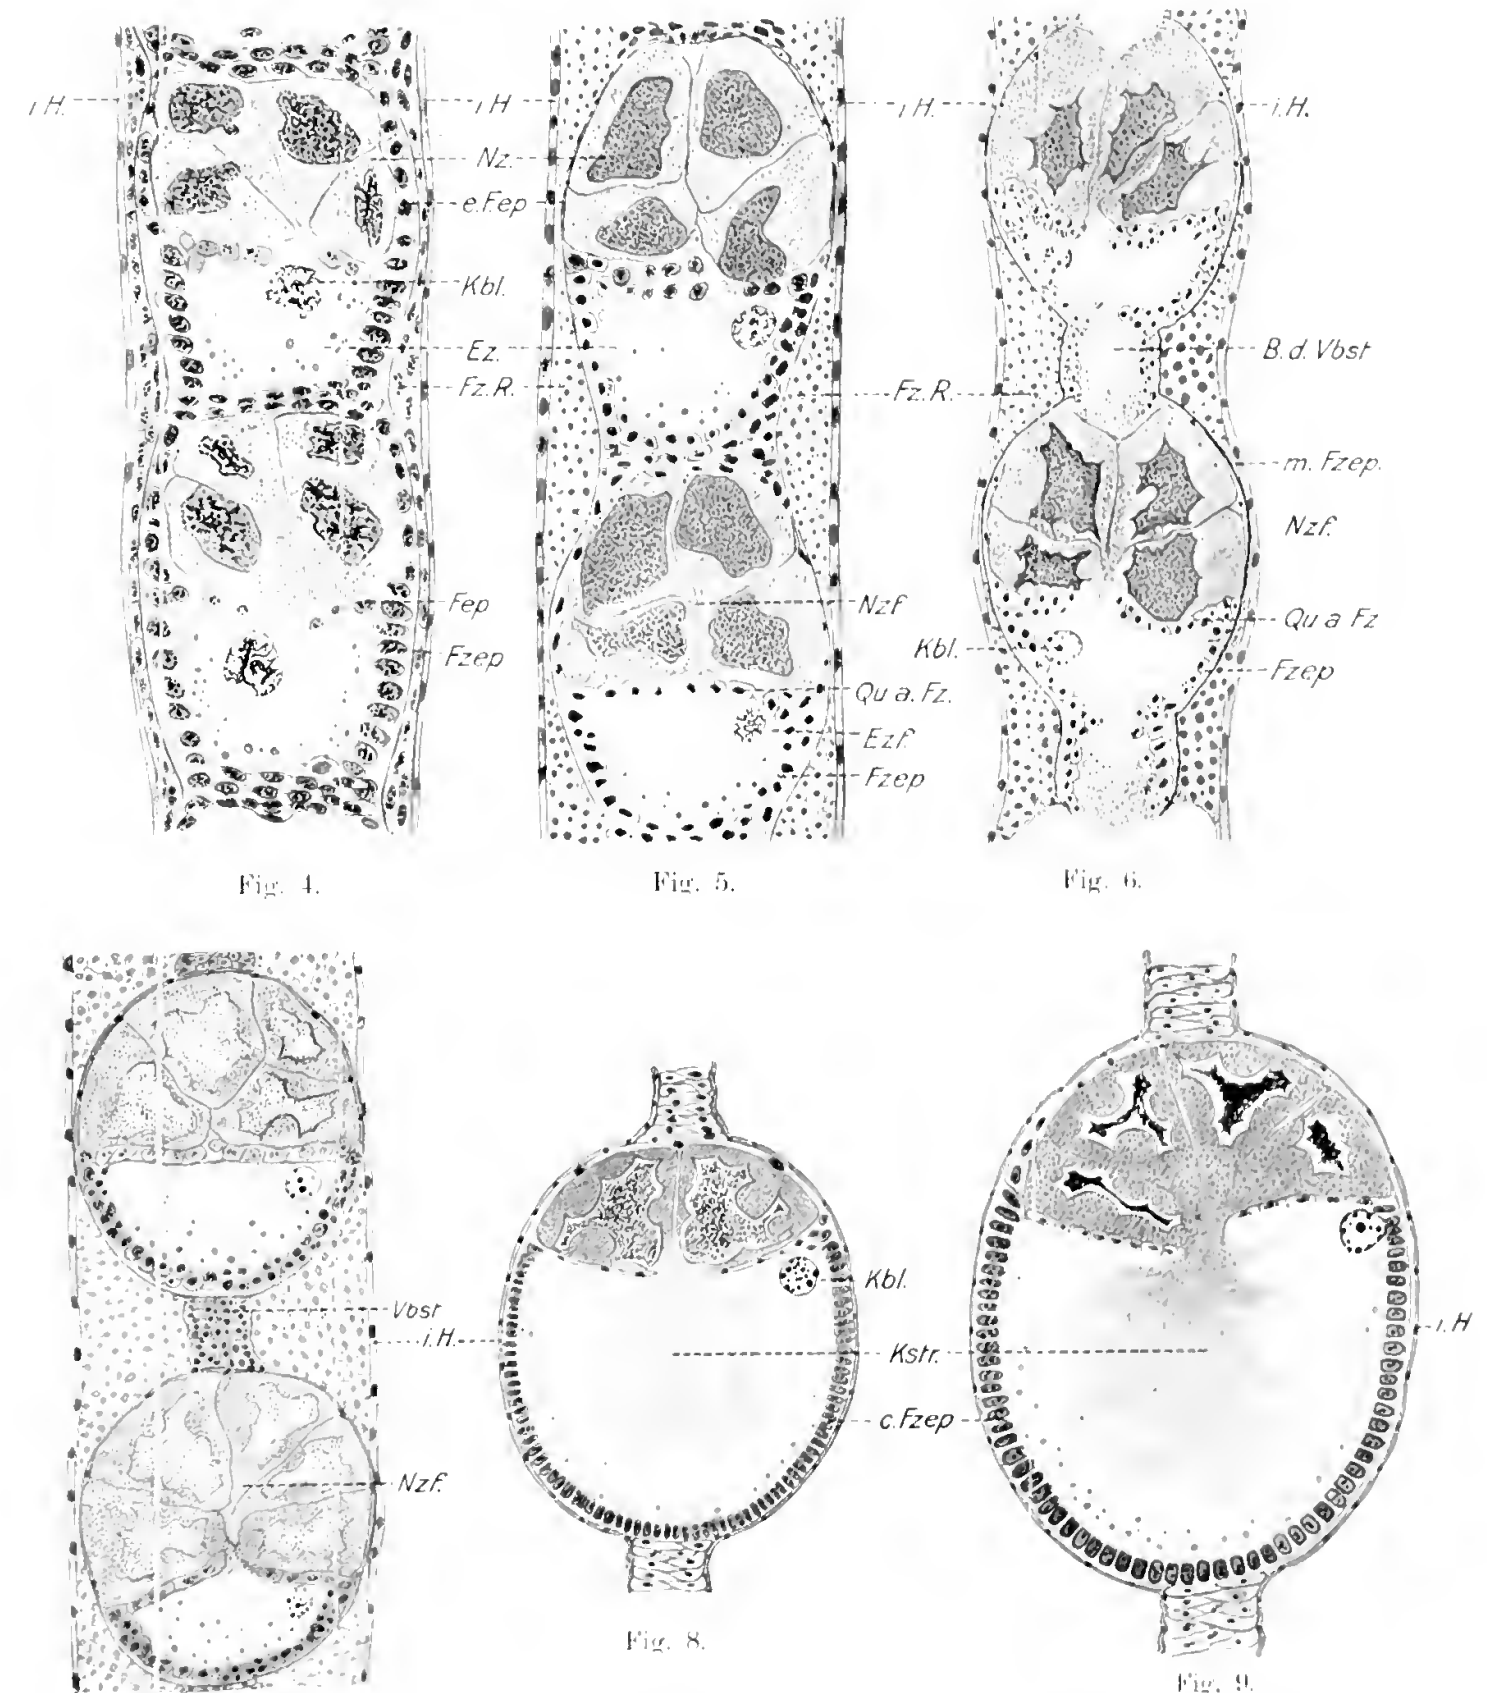 i.H. i.H i.H. i.H.
Nz.
e.Fep
Kbl.
Ez.
B.d.Vbst
Fz.R. Fz.R.
m.Fzep.
Nzf.
Fep Nzf Qu a Fz
Fzep Kbl. Fzep
Qu a.Fz.
Ezf.
Fzep
Fig. 4. Fig. 5. Fig. 6.
Kbl.
Vbst
i.H. i.H
Kstr.
c.Fzep
Nzf.
Fig. 8. Fig. 9.